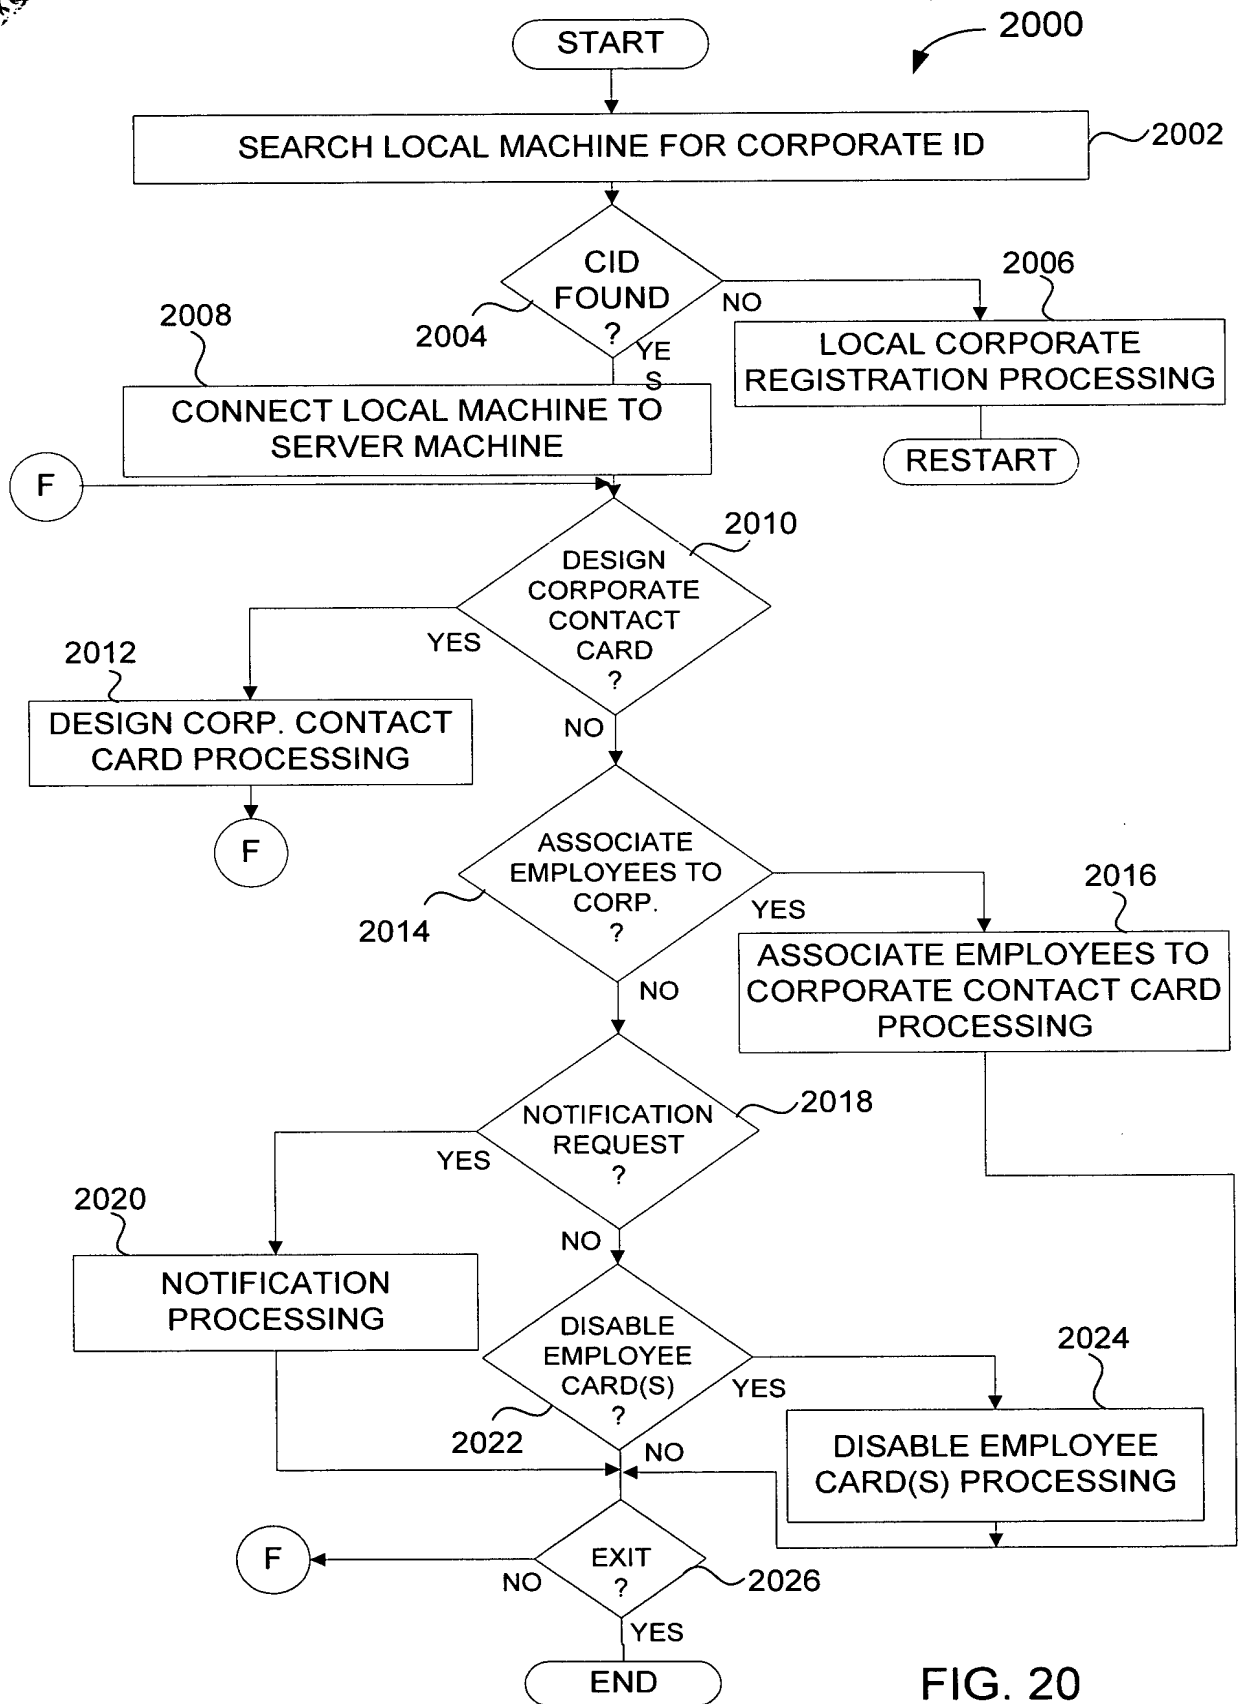 START
2000
SEARCH LOCAL MACHINE FOR CORPORATE ID
2002
CID
FOUND
?
2004
NO
YE
S
2006
LOCAL CORPORATE
REGISTRATION PROCESSING
RESTART
2008
CONNECT LOCAL MACHINE TO
SERVER MACHINE
F
2010
DESIGN
CORPORATE
CONTACT
CARD
?
YES
NO
2012
DESIGN CORP. CONTACT
CARD PROCESSING
F
ASSOCIATE
EMPLOYEES TO
CORP.
?
2014
YES
NO
2016
ASSOCIATE EMPLOYEES TO
CORPORATE CONTACT CARD
PROCESSING
NOTIFICATION
REQUEST
?
2018
YES
NO
2020
NOTIFICATION
PROCESSING
DISABLE
EMPLOYEE
CARD(S)
?
2022
YES
NO
2024
DISABLE EMPLOYEE
CARD(S) PROCESSING
F
NO
EXIT
?
2026
YES
END
FIG. 20